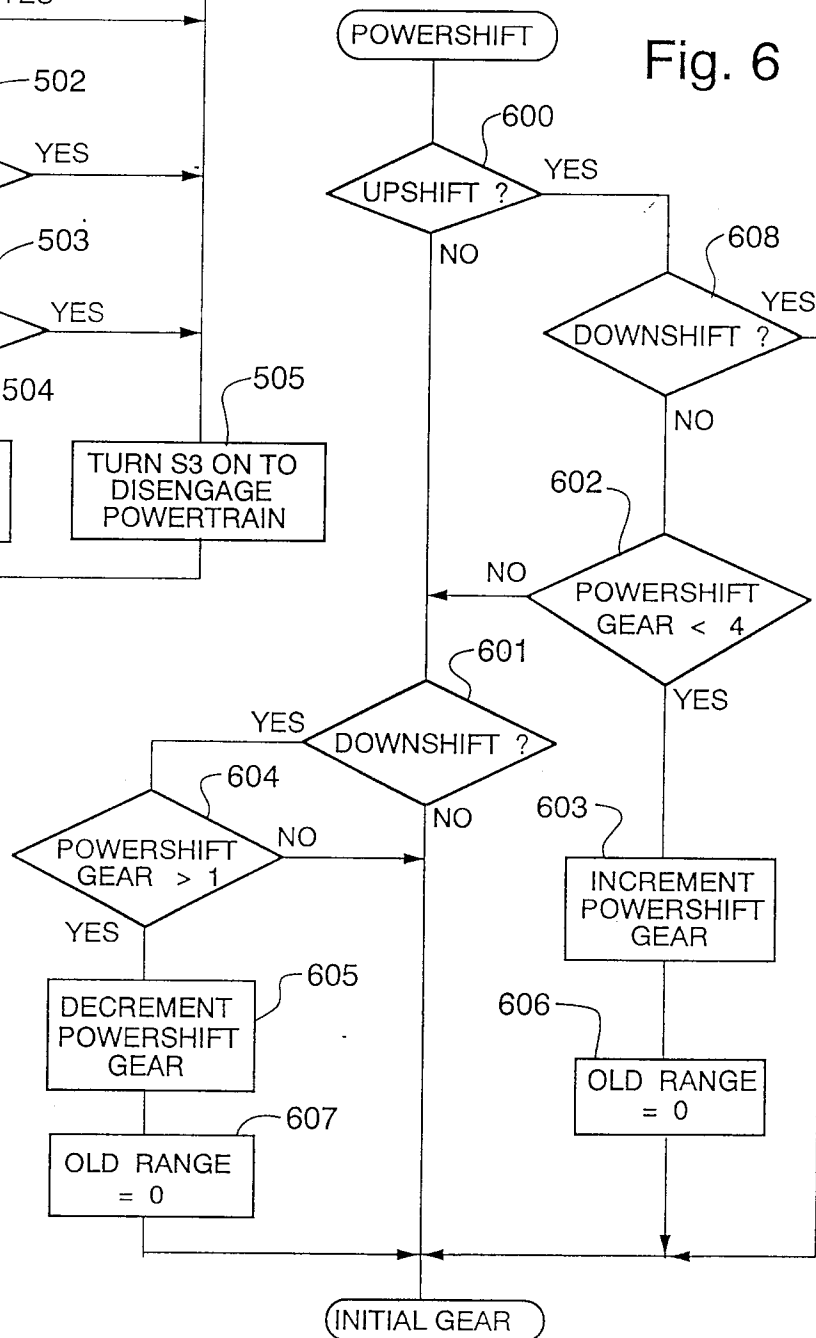 YES
502
YES
503
YES
504
505
TURN S3 ON TO
DISENGAGE
POWERTRAIN
Fig. 6
POWERSHIFT
600
UPSHIFT ?
YES
NO
608
DOWNSHIFT ?
YES
NO
602
POWERSHIFT
GEAR < 4
NO
YES
601
DOWNSHIFT ?
YES
NO
604
POWERSHIFT
GEAR > 1
NO
YES
603
INCREMENT
POWERSHIFT
GEAR
605
DECREMENT
POWERSHIFT
GEAR
606
OLD RANGE
= 0
607
OLD RANGE
= 0
INITIAL GEAR